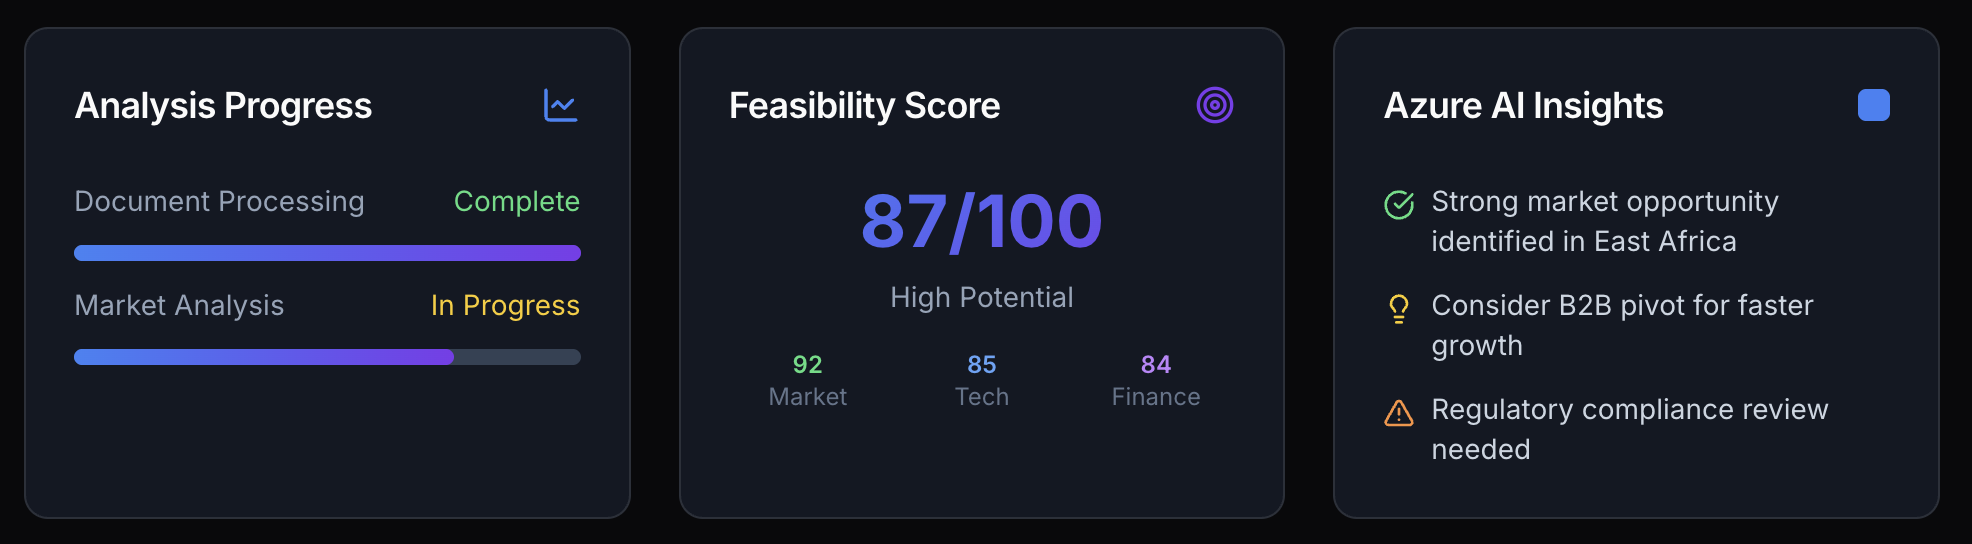 Analysis Progress
Document Processing
Complete
Market Analysis
In Progress
Feasibility Score
87/100
High Potential
92
Market
85
Tech
84
Finance
Azure AI Insights
Strong market opportunity
identified in East Africa
Consider B2B pivot for faster
growth
Regulatory compliance review
needed